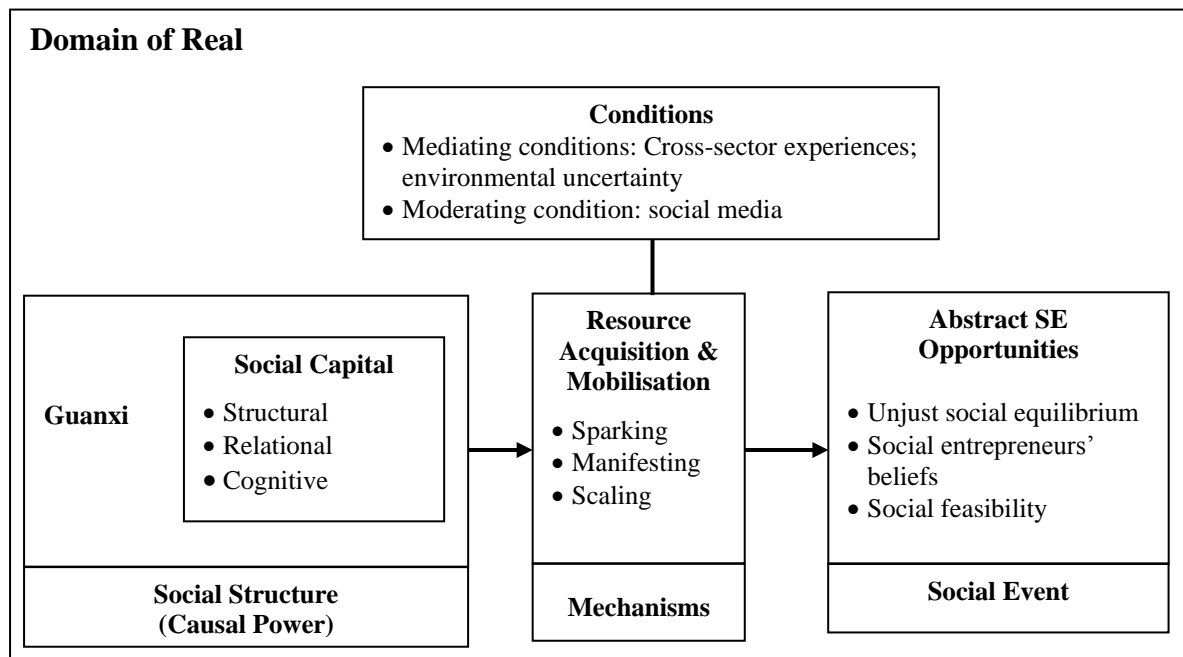 Domain of Real
Conditions
• Mediating conditions: Cross-sector experiences;
environmental uncertainty
• Moderating condition: social media
Guanxi
Social Capital
• Structural
• Relational
• Cognitive
Social Structure
(Causal Power)
Resource
Acquisition &
Mobilisation
• Sparking
• Manifesting
• Scaling
Mechanisms
Abstract SE
Opportunities
• Unjust social equilibrium
• Social entrepreneurs’
beliefs
• Social feasibility
Social Event